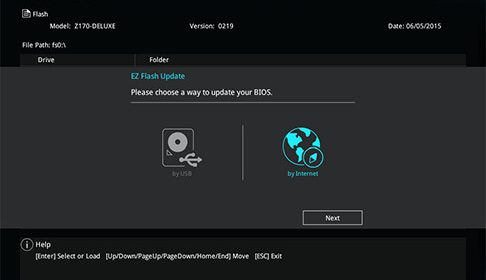 Flash
Model: Z170-DELUXE Version: 0219 Date: 06/05/2015
File Path: fs0:\
Drive Folder
EZ Flash Update
Please choose a way to update your BIOS.
by USB by Internet
Next
i Help
[Enter] Select or Load [Up/Down/PageUp/PageDown/Home/End] Move [ESC] Exit